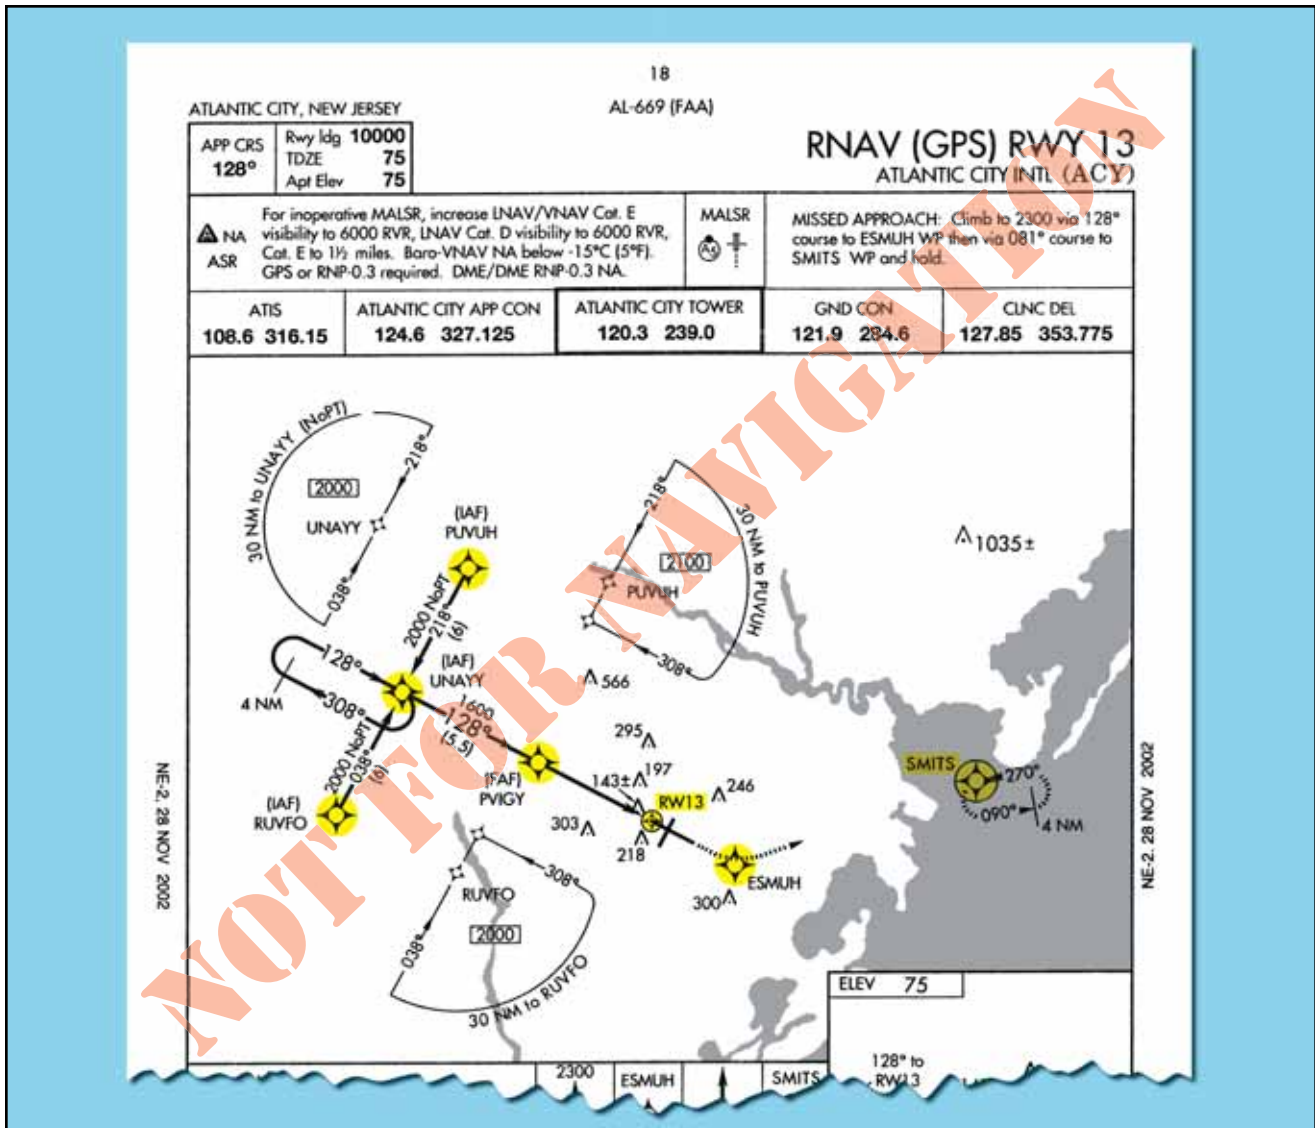 18
ATLANTIC CITY, NEW JERSEY
AL-669 (FAA)
APP CRS
128°
Rwy ldg 10000
TDZE 75
Apt Elev 75
RNAV (GPS) RWY 13
ATLANTIC CITY INTL (ACY)
A NA
ASR
For inoperative MALSR, increase LNAV/VNAV Cat. E
visibility to 6000 RVR, LNAV Cat. D visibility to 6000 RVR,
Cat. E to 1½ miles. Baro-VNAV NA below -15°C (5°F).
GPS or RNP-0.3 required. DME/DME RNP-0.3 NA.
MALSR
A5
MISSED APPROACH: Climb to 2300 via 128°
course to ESMUH WP then via 081° course to
SMITS WP and hold.
ATIS
108.6 316.15
ATLANTIC CITY APP CON
124.6 327.125
ATLANTIC CITY TOWER
120.3 239.0
GND CON
121.9 284.6
CLNC DEL
127.85 353.775
30 NM to UNAYY (NoPT)
218°
2000
UNAYY
038°
(IAF)
PUVUH
2000 NoPT
218°
(6)
218°
30 NM to PUVUH
2100
PUVUH
308°
1035±
128°
308°
4 NM
(IAF)
UNAYY
1600
128°
(5.5)
566
295
2000 NoPT
038°
(6)
(IAF)
RUVFO
(FAF)
PVIGY
143±
197
246
RW13
303
218
ESMUH
300
SMITS
270°
090°
4 NM
308°
RUVFO
038°
2000
30 NM to RUVFO
NE-2, 28 NOV 2002
NE-2, 28 NOV 2002
NOT FOR NAVIGATION
ELEV 75
128° to
RW13
2300
ESMUH
SMITS